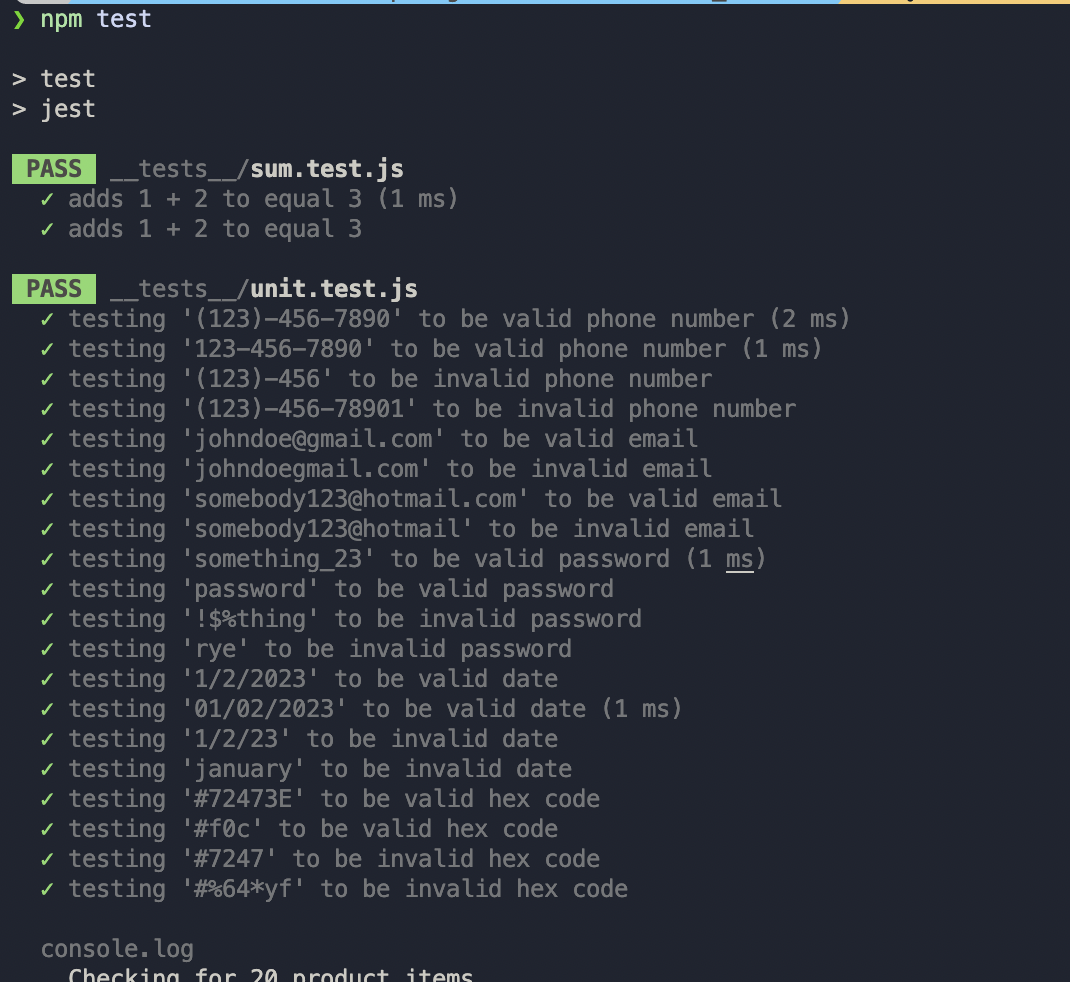 ❯ npm test
> test
> jest
PASS __tests__/sum.test.js
✓ adds 1 + 2 to equal 3 (1 ms)
✓ adds 1 + 2 to equal 3
PASS __tests__/unit.test.js
✓ testing '(123)-456-7890' to be valid phone number (2 ms)
✓ testing '123-456-7890' to be valid phone number (1 ms)
✓ testing '(123)-456' to be invalid phone number
✓ testing '(123)-456-78901' to be invalid phone number
✓ testing 'johndoe@gmail.com' to be valid email
✓ testing 'johndoegmail.com' to be invalid email
✓ testing 'somebody123@hotmail.com' to be valid email
✓ testing 'somebody123@hotmail' to be invalid email
✓ testing 'something_23' to be valid password (1 ms)
✓ testing 'password' to be valid password
✓ testing '!$%thing' to be invalid password
✓ testing 'rye' to be invalid password
✓ testing '1/2/2023' to be valid date
✓ testing '01/02/2023' to be valid date (1 ms)
✓ testing '1/2/23' to be invalid date
✓ testing 'january' to be invalid date
✓ testing '#72473E' to be valid hex code
✓ testing '#f0c' to be valid hex code
✓ testing '#7247' to be invalid hex code
✓ testing '#%64*yf' to be invalid hex code
console.log
Checking for 20 product items